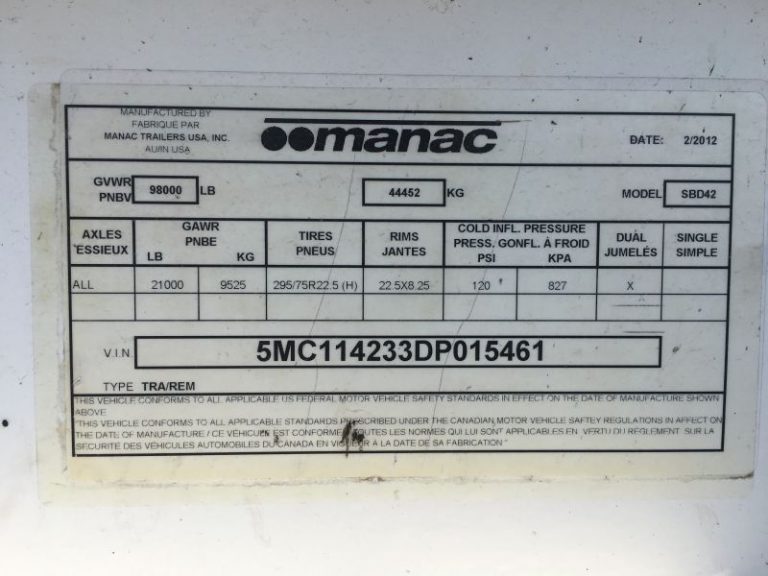 MANUFACTURED BY
FABRIQUE PAR
MANAC TRAILERS USA, INC.
manac
DATE: 2/2012
GVWR
PNBV
98000 LB
44452 KG
MODEL SBD42
AXLES
ESSIEUX
GAWR
PNBE
LB KG
TIRES
PNEUS
RIMS
JANTES
COLD INFL. PRESSURE
PRESS. GONFL. À FROID
PSI KPA
DUAL
JUMELÉS
SINGLE
SIMPLE
ALL 21000 9525 295/75R22.5 (H) 22.5X8.25 120 827 X
V.I.N. 5MC114233DP015461
TYPE TRA/REM
THIS VEHICLE CONFORMS TO ALL APPLICABLE US FEDERAL MOTOR VEHICLE SAFETY STANDARDS IN EFFECT ON THE DATE OF MANUFACTURE SHOWN
ABOVE
"THIS VEHICLE CONFORMS TO ALL APPLICABLE STANDARDS PRESCRIBED UNDER THE CANADIAN MOTOR VEHICLE SAFTEY REGULATIONS IN AFFECT ON
THE DATE OF MANUFACTURE / CE VÉHICULE EST CONFORME TOUTES LES NORMES QUI LUI SONT APPLICABLES EN VERTU DU REGLEMENT SUR LA
SÉCURITÉ DES VÉHICULES AUTOMOBILES DU CANADA EN VIGUEUR A LA DATE DE SA FABRICATION"